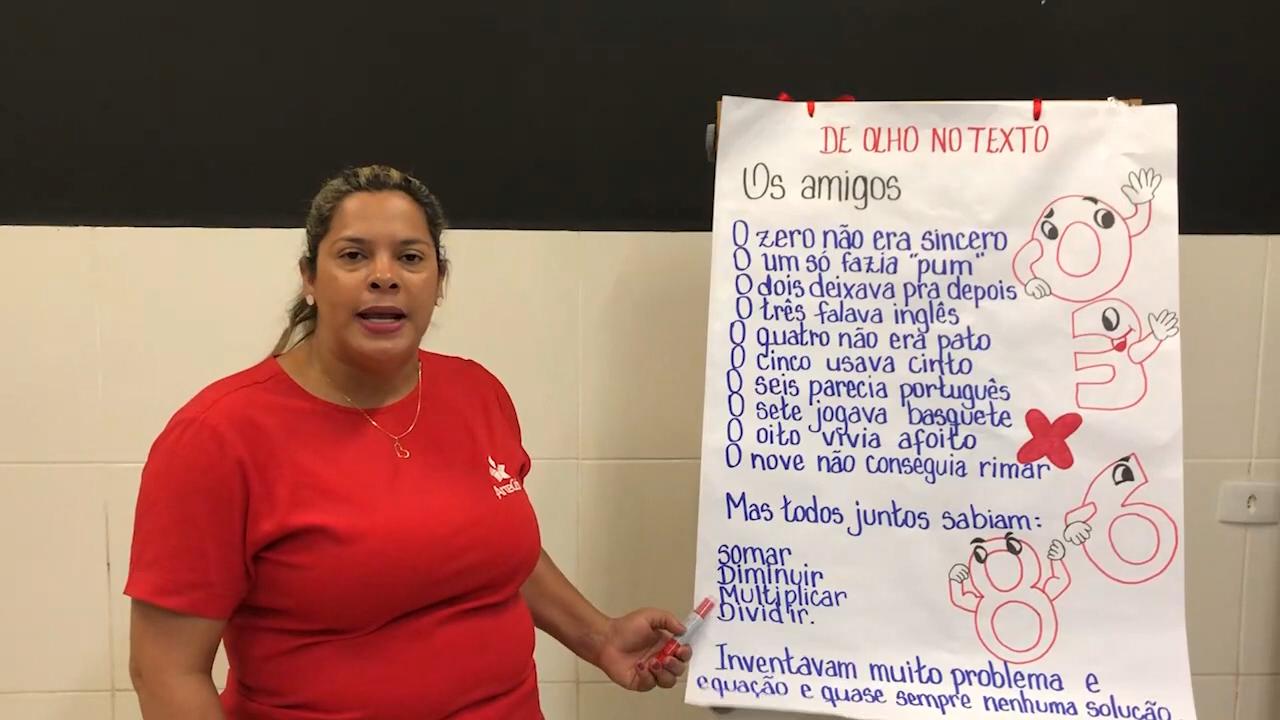 DE OLHO NO TEXTO
Os amigos
O zero não era sincero
O um só fazia "pum"
O dois deixava pra depois
O três falava inglês
O quatro não era pato
O cinco usava cinto
O seis parecia português
O sete jogava basquete
O oito vivia afoito
O nove não conseguia rimar
Mas todos juntos sabiam:
somar
Diminuir
Multiplicar
Dividir.
Inventavam muito problema e
equação e quase sempre nenhuma solução